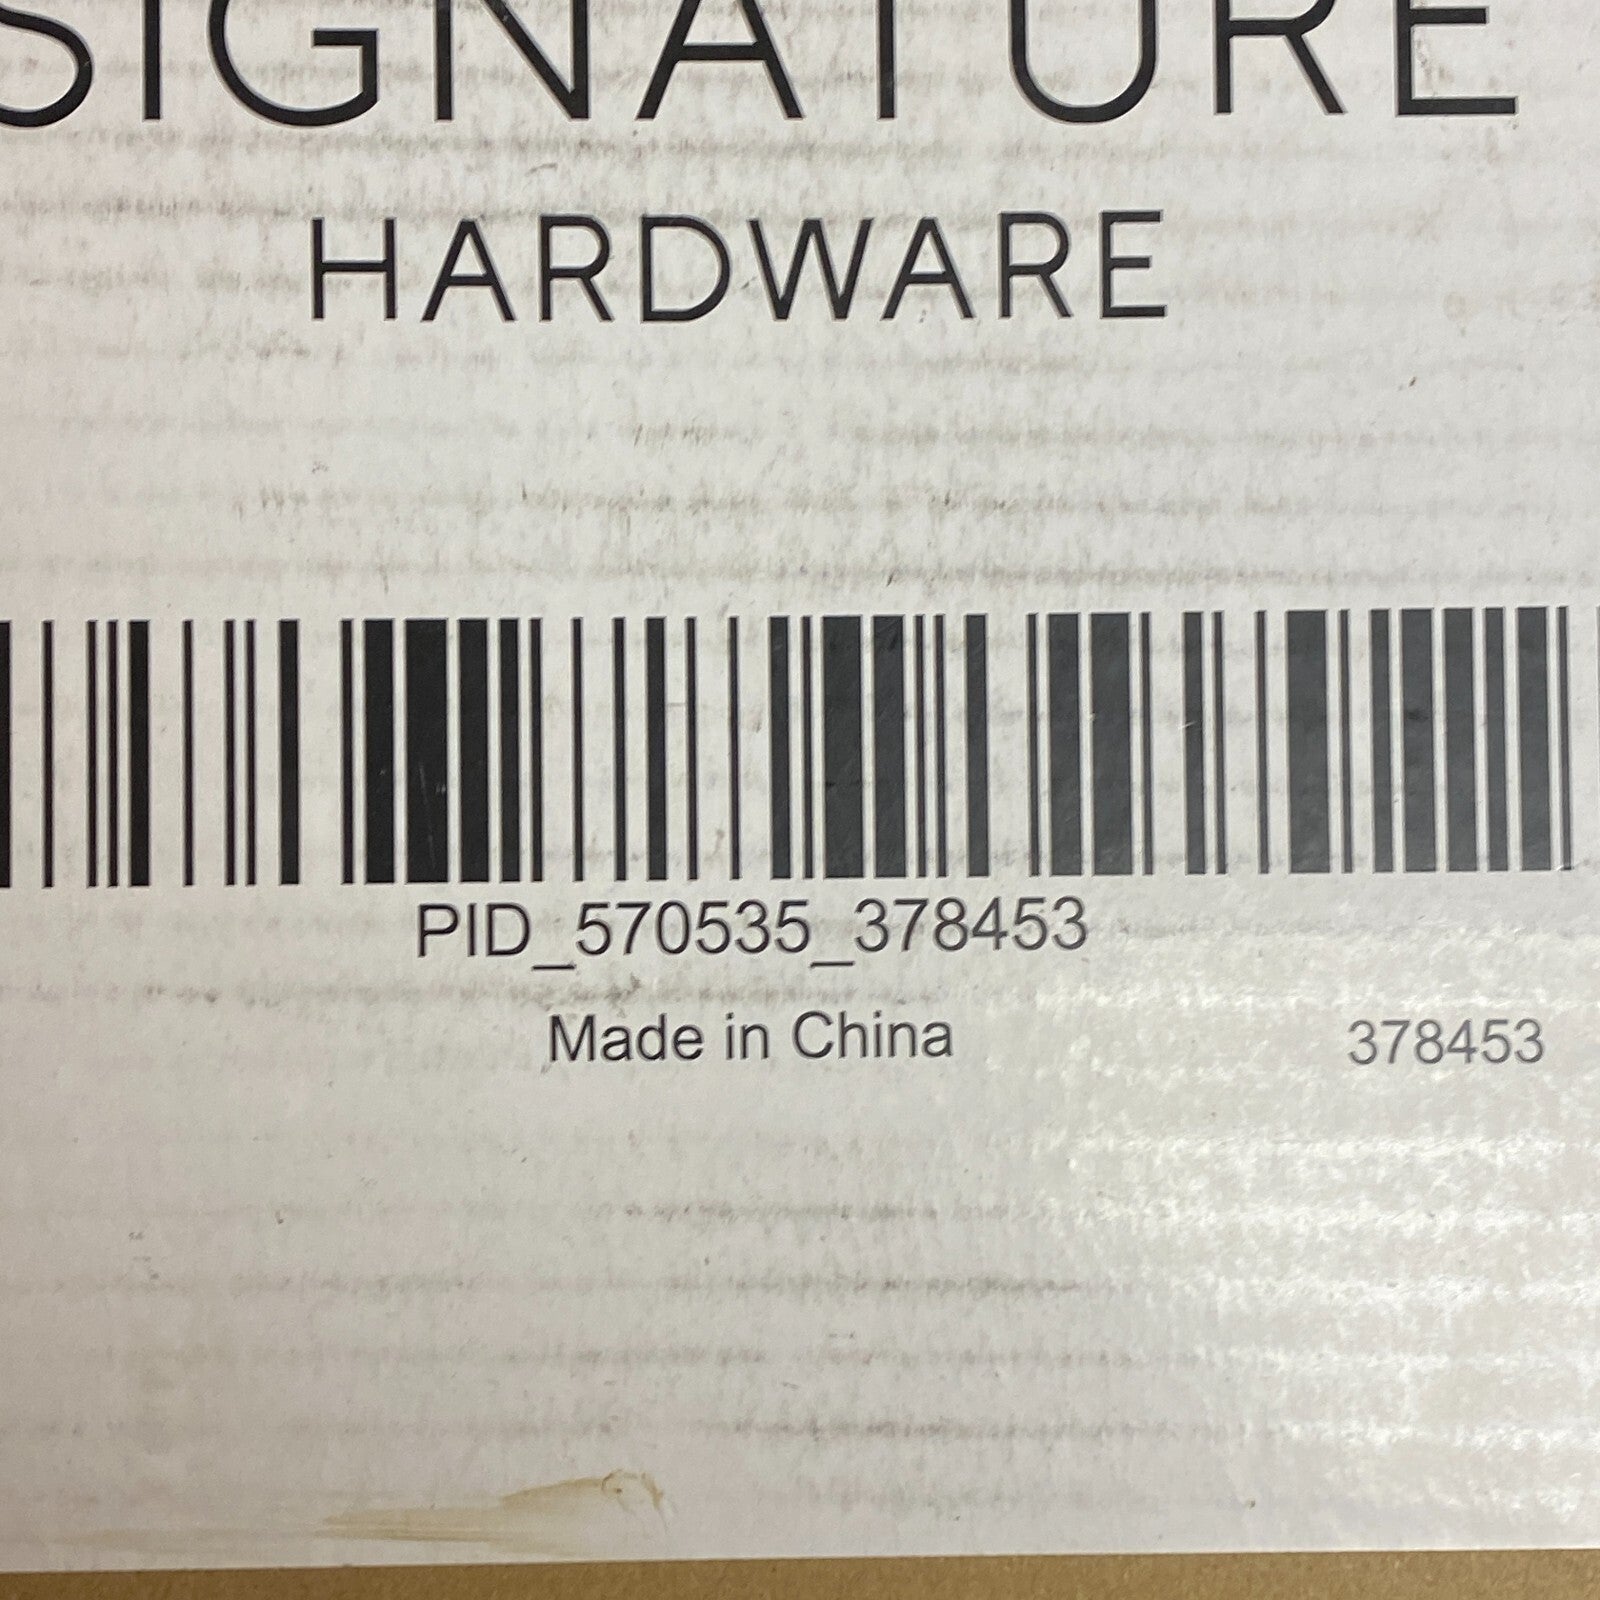 SIGNATURE
HARDWARE
PID_570535_378453
Made in China
378453